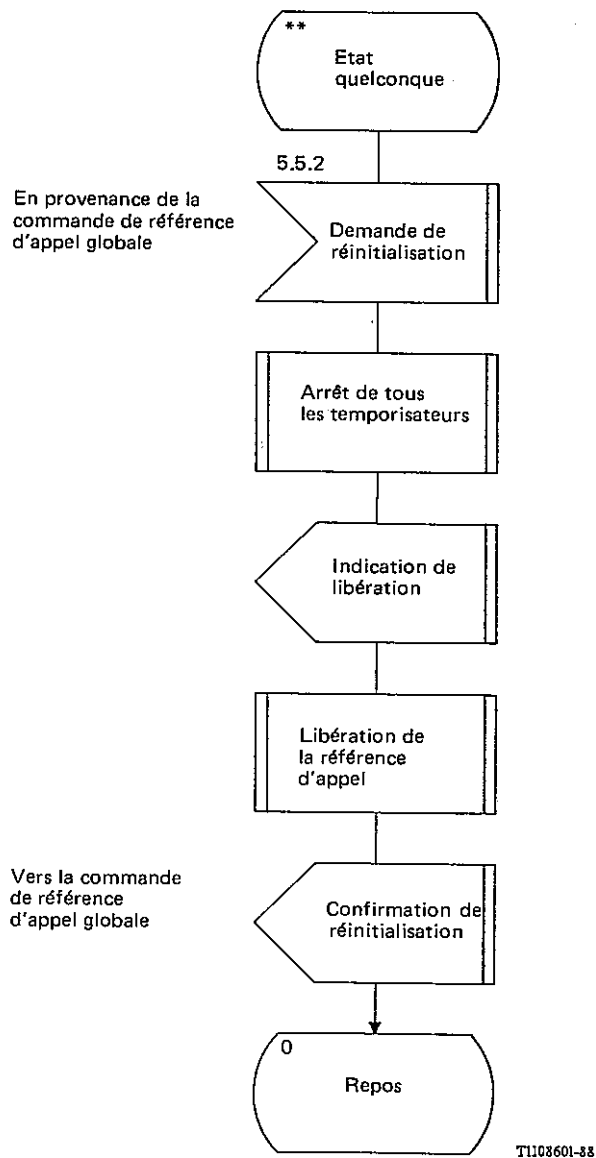 **
Etat
quelconque
5.5.2
En provenance de la
commande de référence
d'appel globale
Demande de
réinitialisation
Arrêt de tous
les temporisateurs
Indication de
libération
Libération de
la référence
d'appel
Vers la commande
de référence
d'appel globale
Confirmation de
réinitialisation
0
Repos
T1108601-88